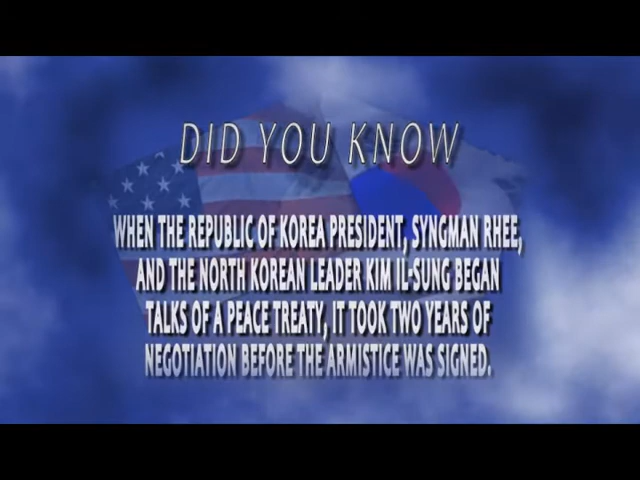 DID YOU KNOW
WHEN THE REPUBLIC OF KOREA PRESIDENT, SYNGMAN RHEE,
AND THE NORTH KOREAN LEADER KIM IL-SUNG BEGAN
TALKS OF A PEACE TREATY, IT TOOK TWO YEARS OF
NEGOTIATION BEFORE THE ARMISTICE WAS SIGNED.